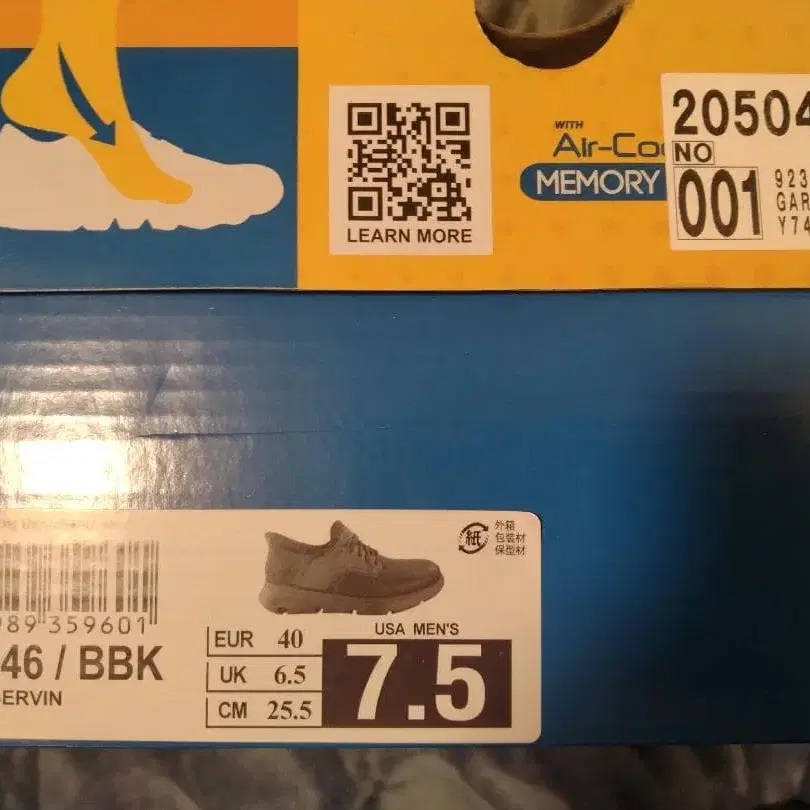 LEARN MORE
WITH
Air-Coo
MEMORY
20504
NO
001
923
GAR
Y74
紙
外箱
包装材
保型材
989 359601
46 / BBK
ERVIN
EUR 40
UK 6.5
CM 25.5
USA MEN'S
7.5